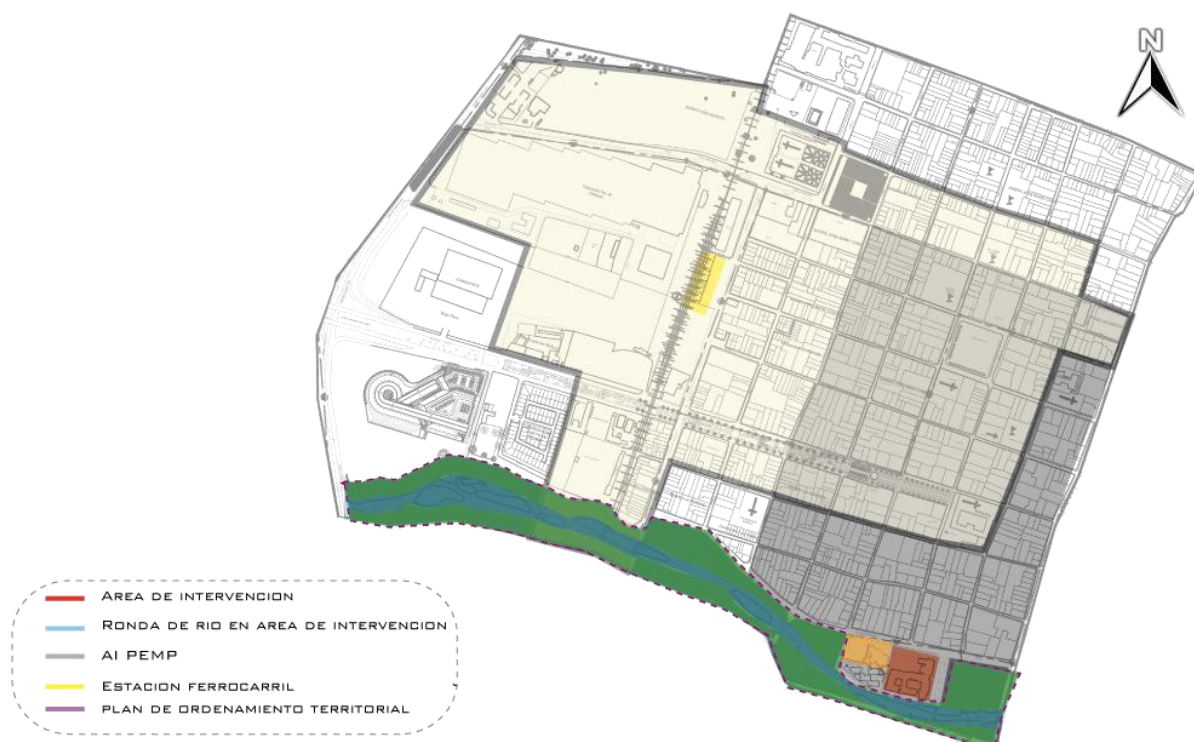 N
AREA DE INTERVENCION
RONDA DE RIO EN AREA DE INTERVENCION
AI PEMP
ESTACION FERROCARRIL
PLAN DE ORDENAMIENTO TERRITORIAL